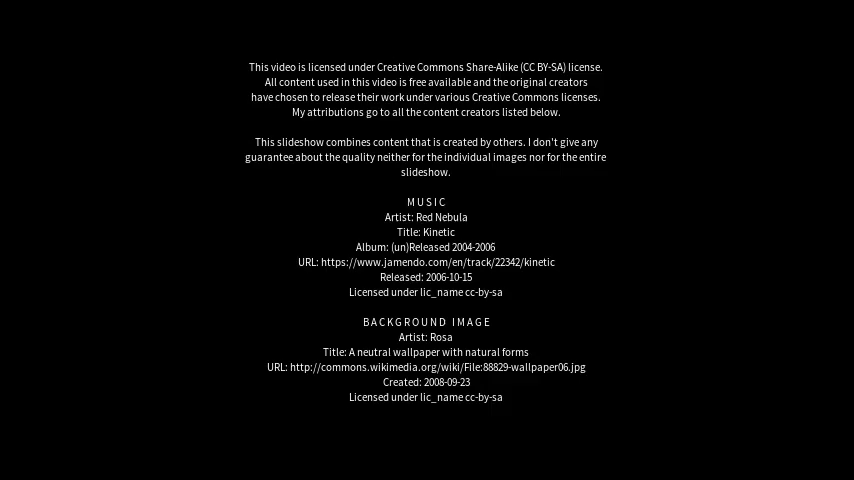 This video is licensed under Creative Commons Share-Alike (CC BY-SA) license.
All content used in this video is free available and the original creators
have chosen to release their work under various Creative Commons licenses.
My attributions go to all the content creators listed below.
This slideshow combines content that is created by others. I don't give any
guarantee about the quality neither for the individual images nor for the entire
slideshow.
MUSIC
Artist: Red Nebula
Title: Kinetic
Album: (un)Released 2004-2006
URL: https://www.jamendo.com/en/track/22342/kinetic
Released: 2006-10-15
Licensed under lic_name cc-by-sa
BACKGROUND IMAGE
Artist: Rosa
Title: A neutral wallpaper with natural forms
URL: http://commons.wikimedia.org/wiki/File:88829-wallpaper06.jpg
Created: 2008-09-23
Licensed under lic_name cc-by-sa